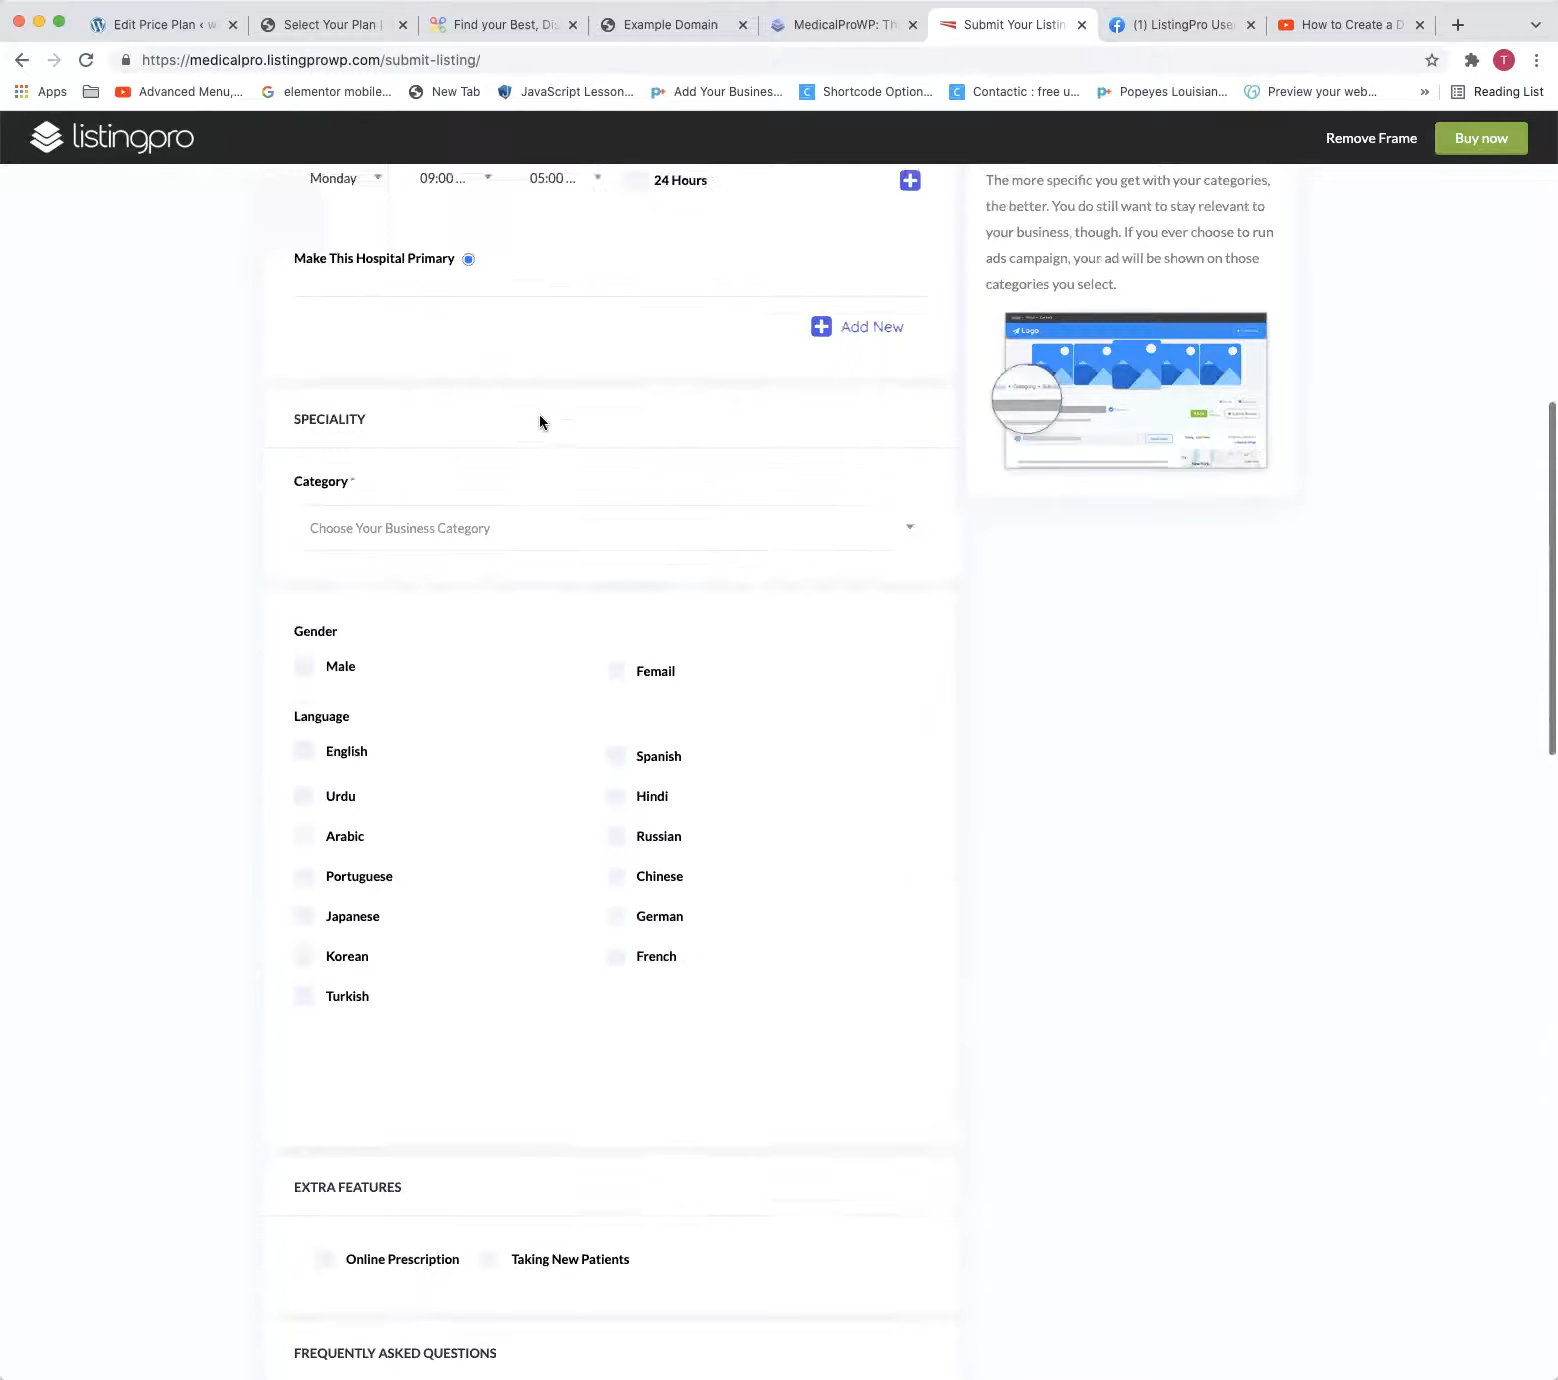 Edit Price Plan ‹ w
Select Your Plan |
Find your Best, Dis
Example Domain
MedicalProWP: Th
Submit Your Listin
(1) ListingPro Use
How to Create a D
https://medicalpro.listingprowp.com/submit-listing/
T
Apps
Advanced Menu,...
elementor mobile...
New Tab
JavaScript Lesson...
Add Your Busines...
Shortcode Option...
Contactic : free u...
Popeyes Louisian...
Preview your web...
»
Reading List
listingpro
Remove Frame
Buy now
Monday
09:00 ...
05:00 ...
24 Hours
Make This Hospital Primary
Add New
The more specific you get with your categories,
the better. You do still want to stay relevant to
your business, though. If you ever choose to run
ads campaign, your ad will be shown on those
categories you select.
Logo
SPECIALITY
Category *
Choose Your Business Category
Gender
Male
Femail
Language
English
Spanish
Urdu
Hindi
Arabic
Russian
Portuguese
Chinese
Japanese
German
Korean
French
Turkish
EXTRA FEATURES
Online Prescription
Taking New Patients
FREQUENTLY ASKED QUESTIONS